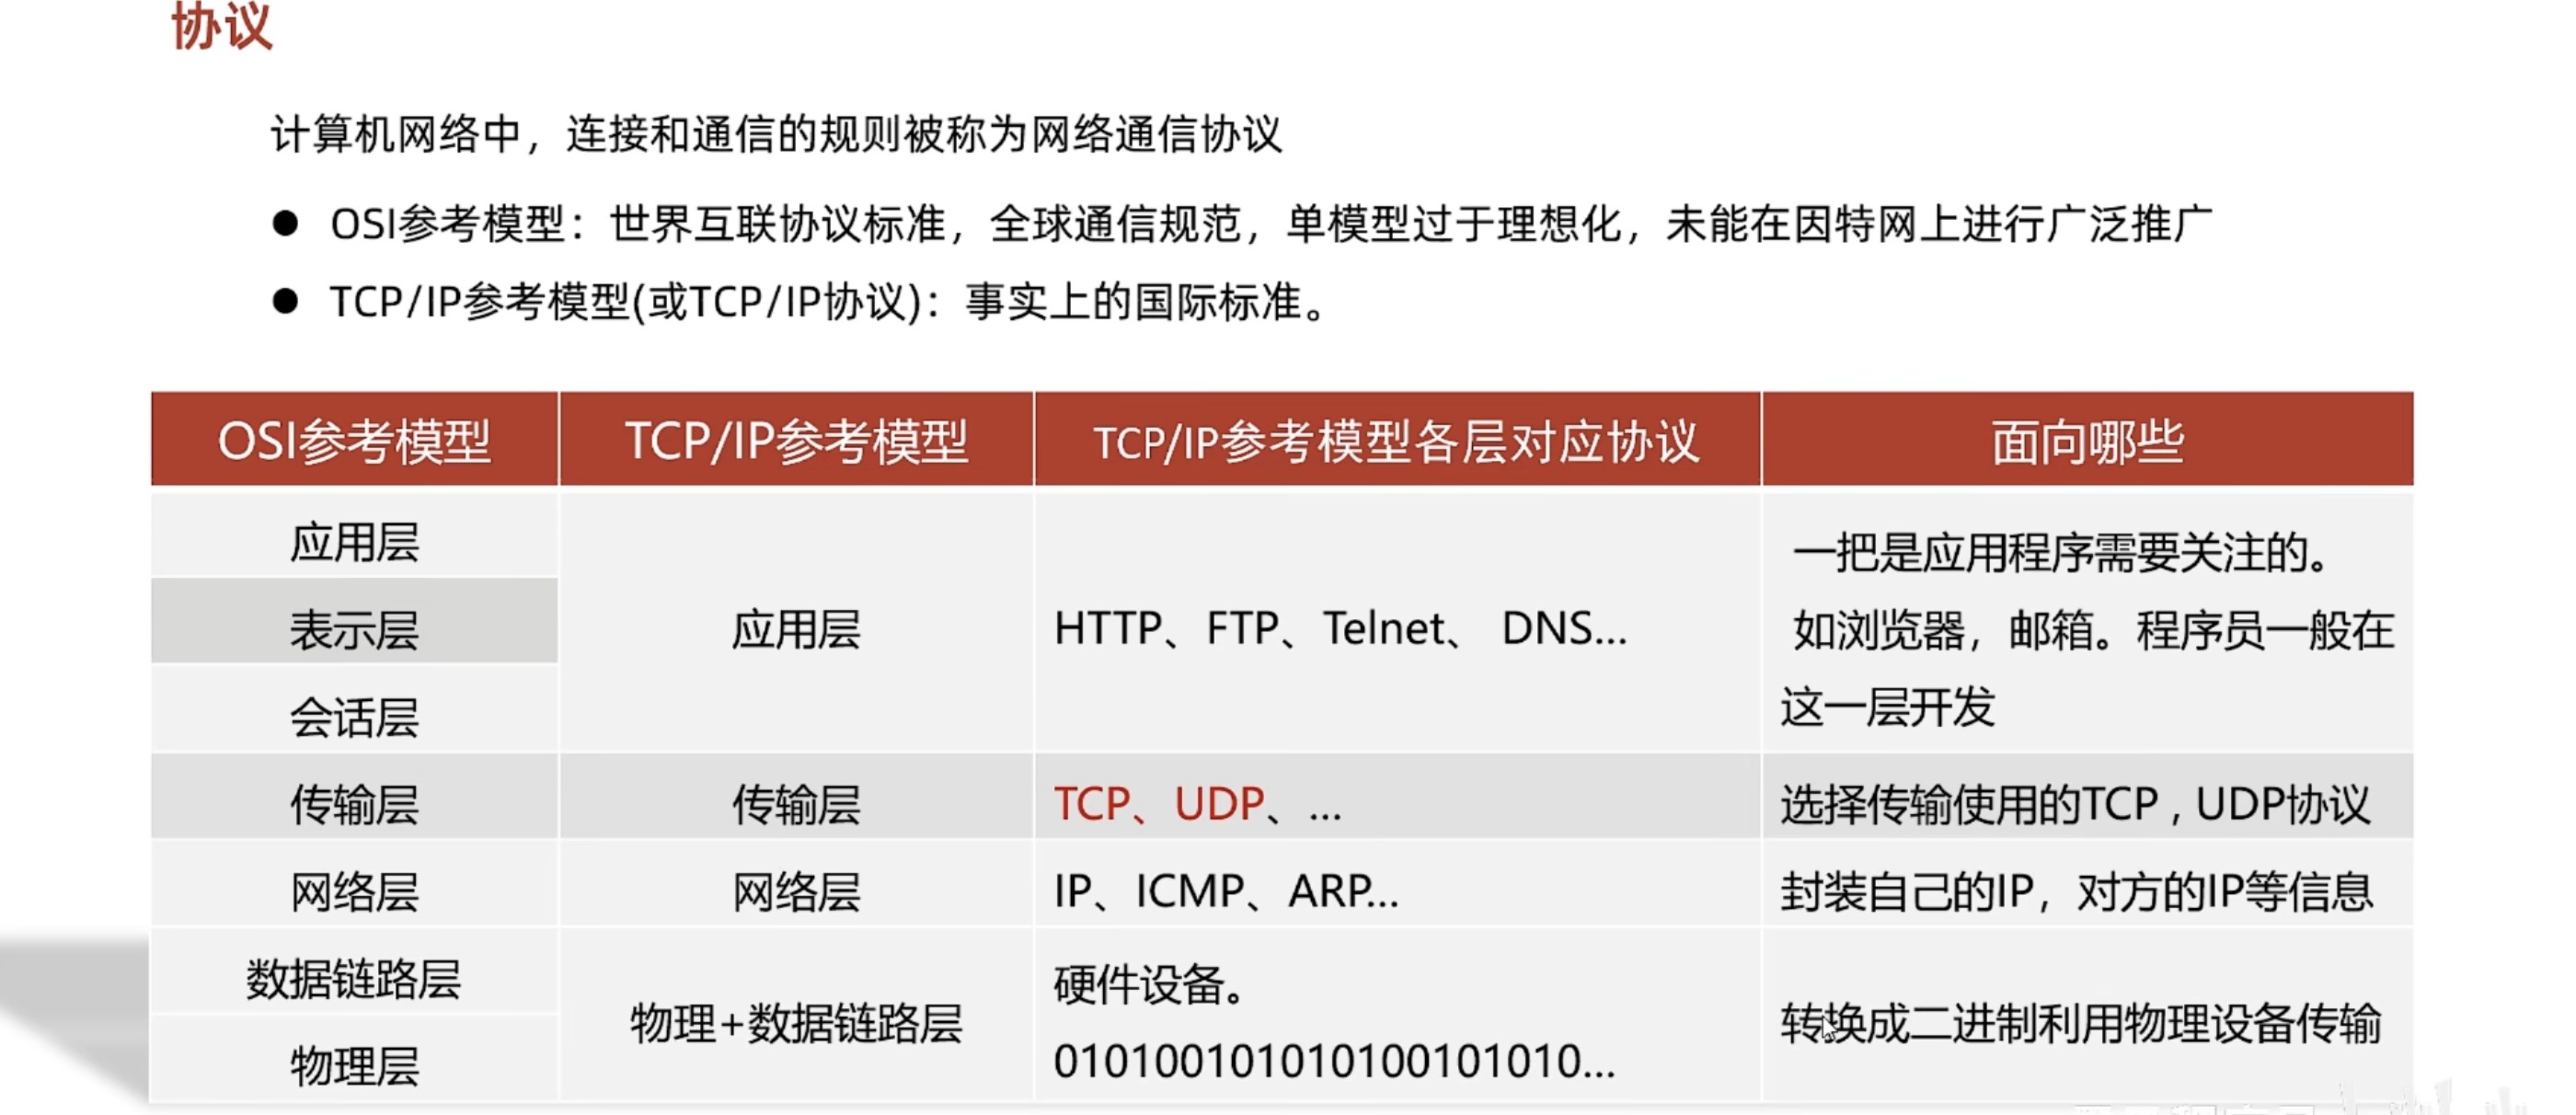 协议
计算机网络中，连接和通信的规则被称为网络通信协议
● OSI参考模型：世界互联协议标准，全球通信规范，单模型过于理想化，未能在因特网上进行广泛推广
● TCP/IP参考模型(或TCP/IP协议)：事实上的国际标准。
OSI参考模型 TCP/IP参考模型 TCP/IP参考模型各层对应协议 面向哪些
应用层
表示层
会话层
应用层
HTTP、FTP、Telnet、 DNS...
一把是应用程序需要关注的。
如浏览器，邮箱。程序员一般在
这一层开发
传输层 传输层 TCP、UDP、... 选择传输使用的TCP , UDP协议
网络层 网络层 IP、ICMP、ARP... 封装自己的IP，对方的IP等信息
数据链路层
物理层
物理+数据链路层
硬件设备。
010100101010100101010...
转换成二进制利用物理设备传输